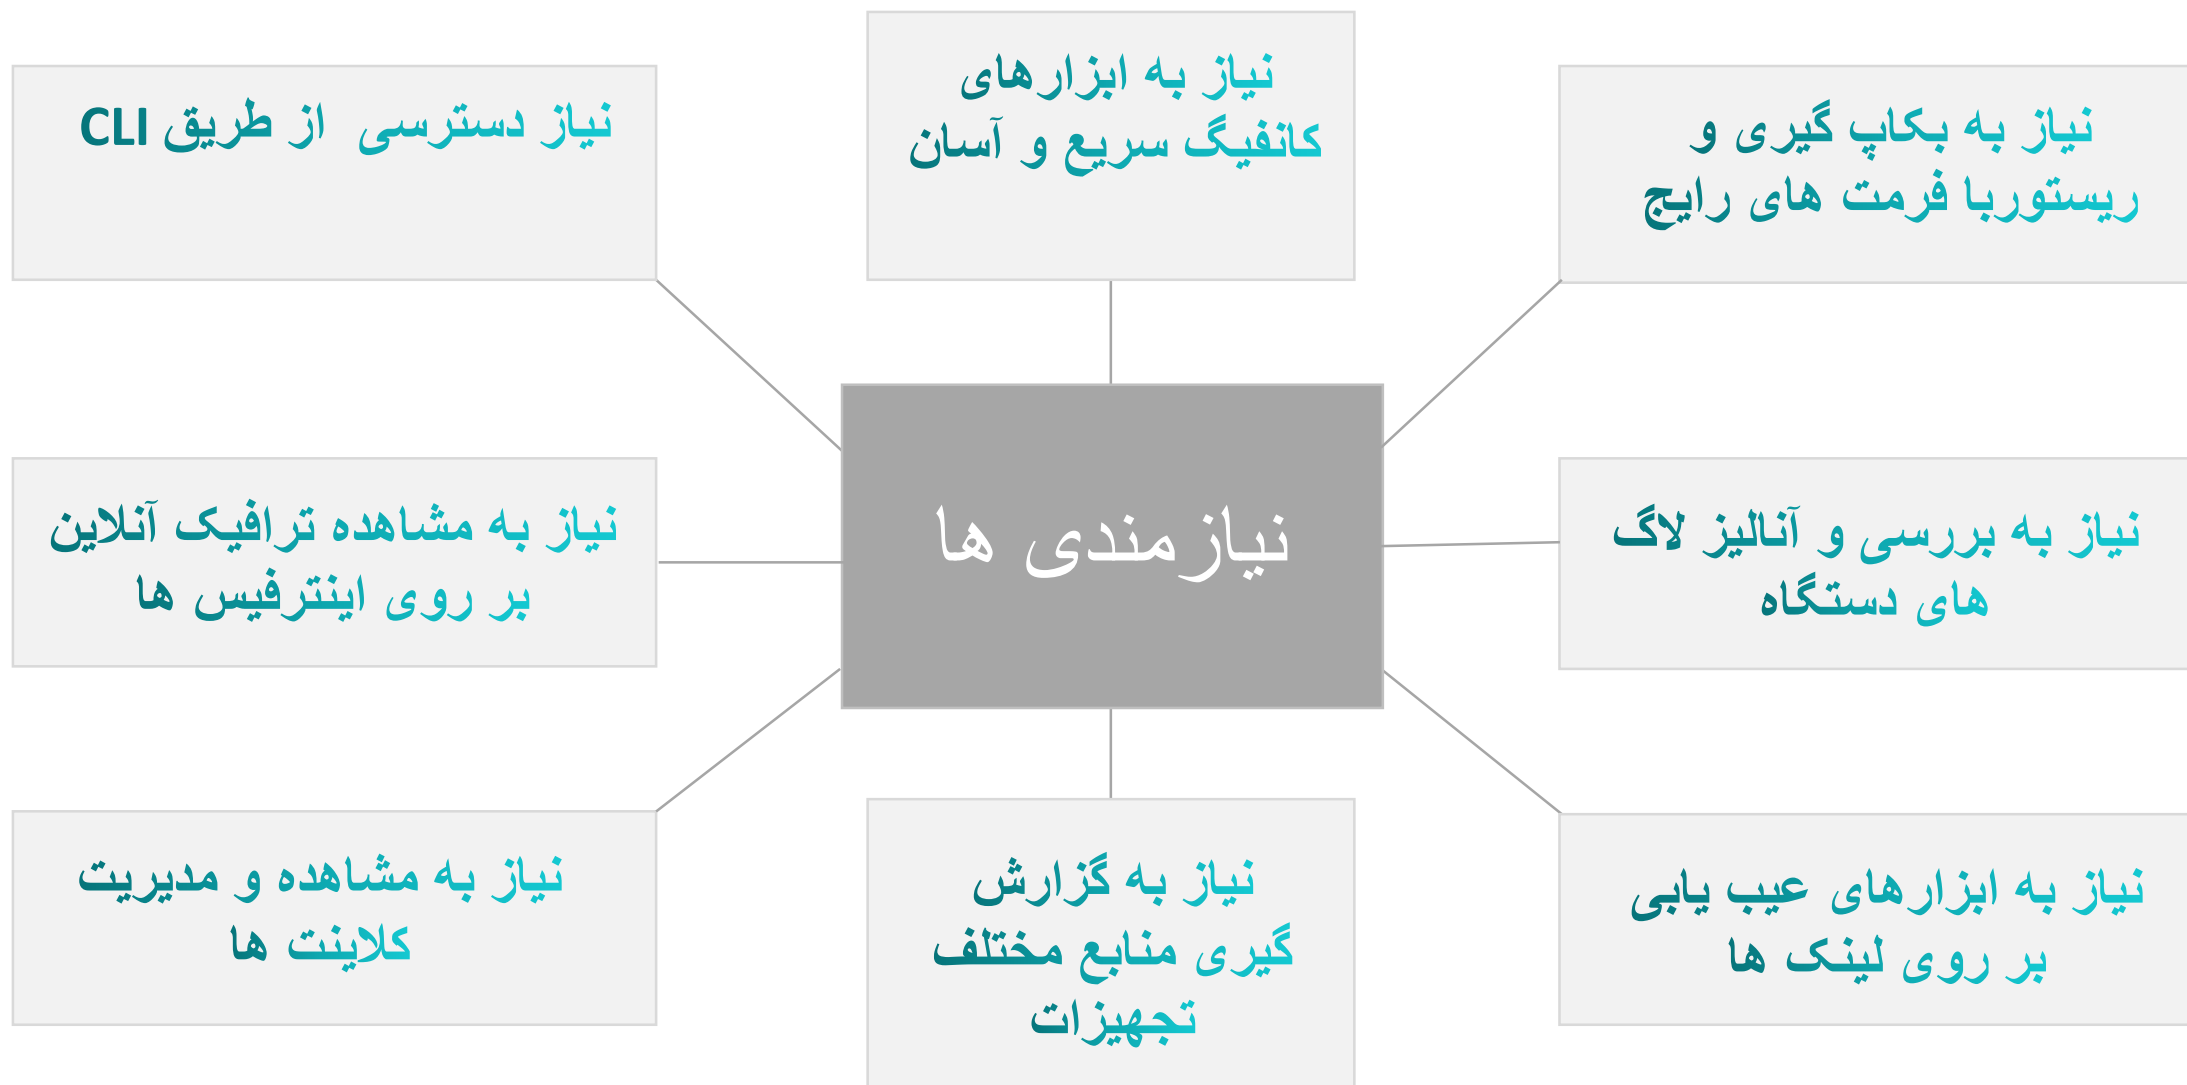 نیاز به بکاپ گیری و
ریستوربا فرمت های رایج
نیاز به ابزارهای
کانفیگ سریع و آسان
نیاز دسترسی  از طریق CLI
نیاز به بررسی و آنالیز لاگ
های دستگاه
نیازمندی ها
نیاز به مشاهده ترافیک آنلاین
بر روی اینترفیس ها
نیاز به ابزارهای عیب یابی
بر روی لینک ها
نیاز به گزارش
گیری منابع مختلف
تجهیزات
نیاز به مشاهده و مدیریت
کلاینت ها